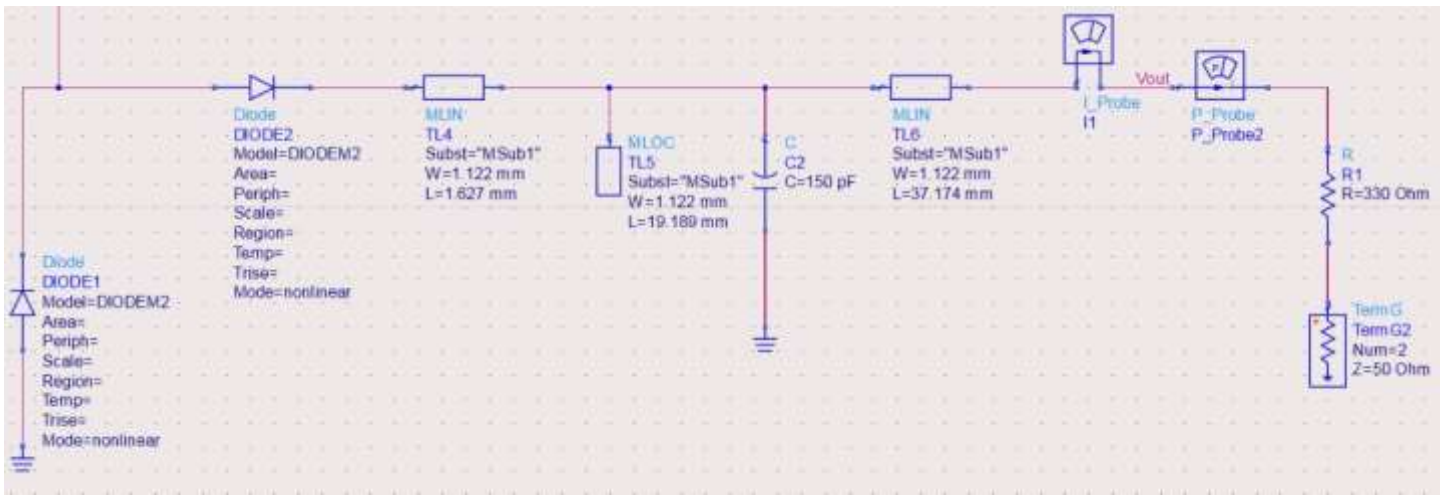 Diode
DIODE2
Model=DIODEM2
Area=
Periph=
Scale=
Region=
Temp=
Trise=
Mode=nonlinear
MLIN
TL4
Subst="MSub1"
W=1.122 mm
L=1.627 mm
MLOC
TL5
Subst="MSub1"
W=1.122 mm
L=19.189 mm
C
C2
C=150 pF
MLIN
TL6
Subst="MSub1"
W=1.122 mm
L=37.174 mm
I_Probe
I1
Vout
P
P_Probe
P_Probe2
R
R1
R=330 Ohm
TermG
TermG2
Num=2
Z=50 Ohm
Diode
DIODE1
Model=DIODEM2
Area=
Periph=
Scale=
Region=
Temp=
Trise=
Mode=nonlinear